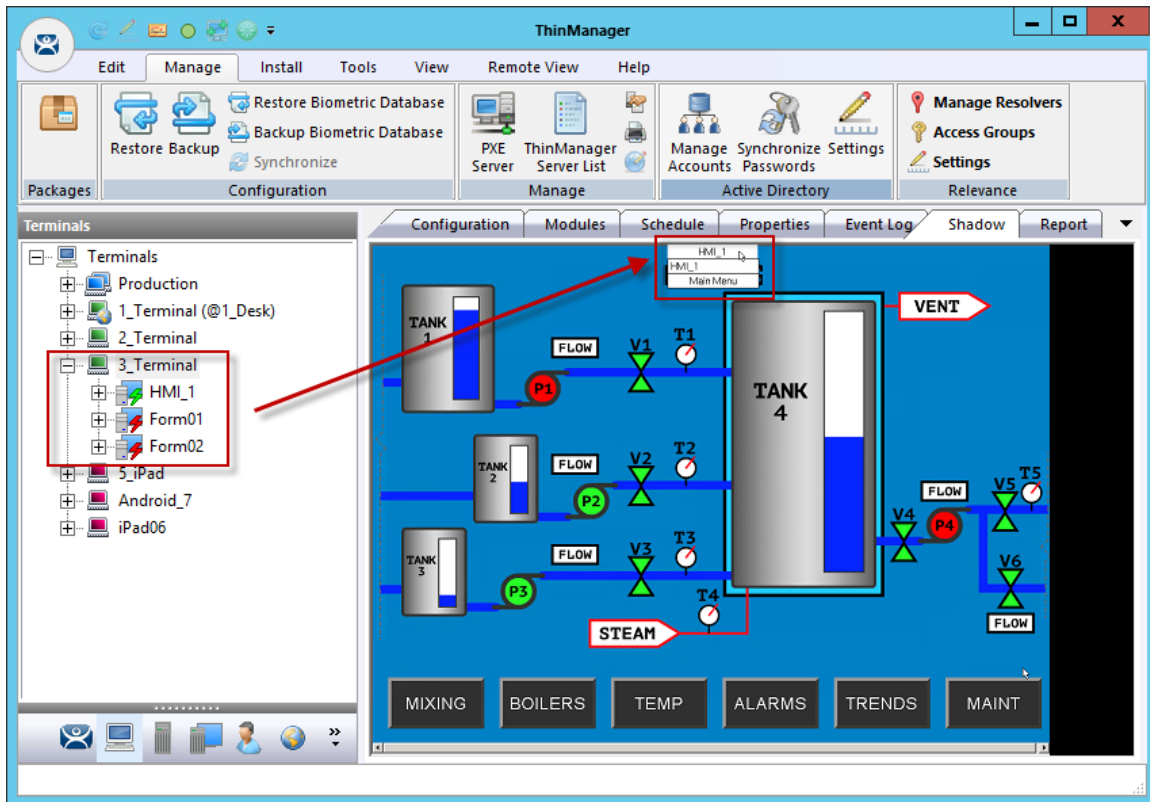 ThinManager
Edit Manage Install Tools View Remote View Help
Restore Backup
Restore Biometric Database
Backup Biometric Database
Synchronize
PXE Server
ThinManager Server List
Manage Accounts
Synchronize Passwords
Settings
Manage Resolvers
Access Groups
Settings
Packages Configuration Manage Active Directory Relevance
Terminals
Terminals
Production
1_Terminal (@1_Desk)
2_Terminal
3_Terminal
HMI_1
Form01
Form02
5_iPad
Android_7
iPad06
Configuration Modules Schedule Properties Event Log Shadow Report
HMI_1
HMI_1
Main Menu
VENT
TANK
1
FLOW V1 T1
P1
TANK
4
TANK
2
FLOW V2 T2
P2
FLOW V5 T5
V4 P4
TANK
3
FLOW V3 T3
P3
V6
T4
FLOW
STEAM
MIXING BOILERS TEMP ALARMS TRENDS MAINT